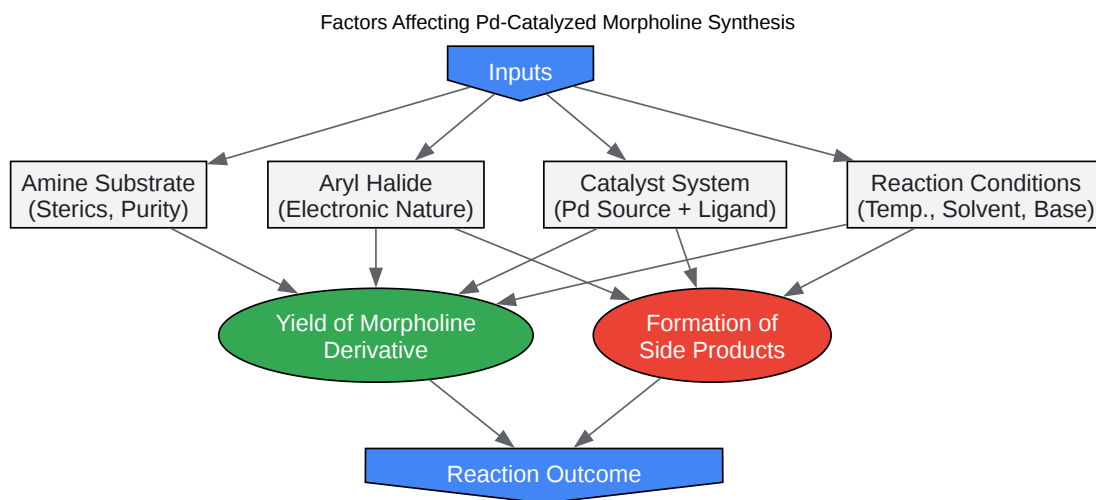 Factors Affecting Pd-Catalyzed Morpholine Synthesis
Inputs
Amine Substrate
(Sterics, Purity)
Aryl Halide
(Electronic Nature)
Catalyst System
(Pd Source + Ligand)
Reaction Conditions
(Temp., Solvent, Base)
Yield of Morpholine
Derivative
Formation of
Side Products
Reaction Outcome